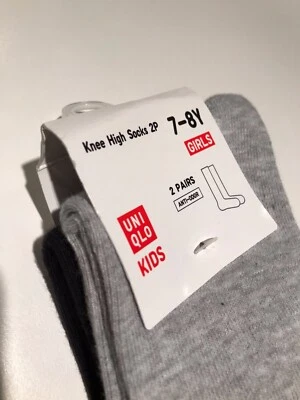 Knee High Socks 2P
7-8Y
GIRLS
2 PAIRS
ANTI-ODOR
UNI
QLO
KIDS